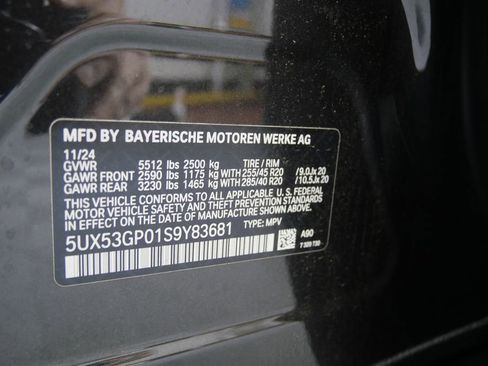 MFD BY BAYERISCHE MOTOREN WERKE AG
11/24
GVWR 5512 lbs 2500 kg TIRE / RIM
GAWR FRONT 2590 lbs 1175 kg WITH 255/45 R20 /9.0Jx 20
GAWR REAR 3230 lbs 1465 kg WITH 285/40 R20 /10.5Jx 20
THIS VEHICLE CONFORMS TO ALL APPLICABLE U.S. FEDERAL
MOTOR VEHICLE SAFETY AND THEFT PREVENTION STANDARDS
IN EFFECT ON THE DATE OF MANUFACTURE SHOWN ABOVE.
5UX53GP01S9Y83681 TYPE: MPV
A90